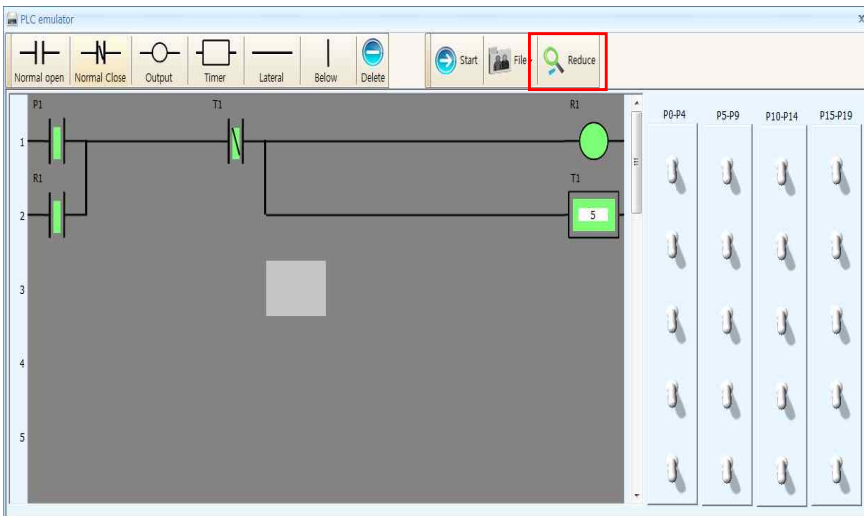 PLC emulator
x
Normal open Normal Close Output Timer Lateral Below Delete Start File Reduce
P1 T1 R1
P0-P4 P5-P9 P10-P14 P15-P19
1
R1 T1
2 5
3
4
5